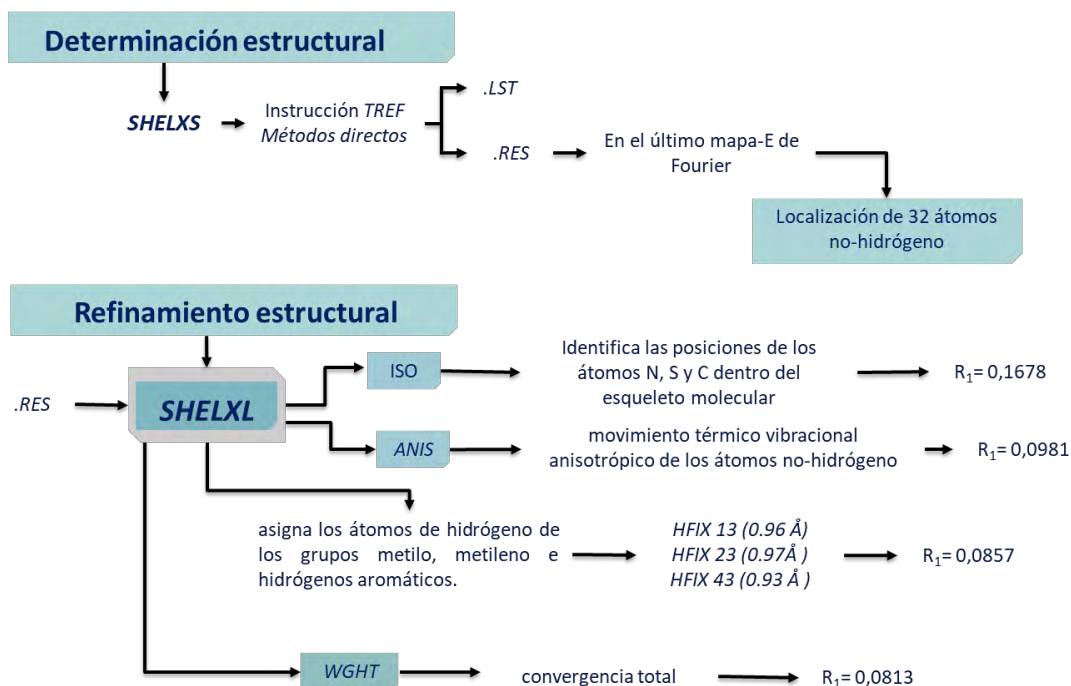 Determinación estructural
SHELXS
Instrucción TREF
Métodos directos
.LST
.RES
En el último mapa-E de
Fourier
Localización de 32 átomos
no-hidrógeno
Refinamiento estructural
.RES
SHELXL
ISO
Identifica las posiciones de los
átomos N, S y C dentro del
esqueleto molecular
R1= 0,1678
ANIS
movimiento térmico vibracional
anisotrópico de los átomos no-hidrógeno
R1= 0,0981
asigna los átomos de hidrógeno de
los grupos metilo, metileno e
hidrógenos aromáticos.
HFIX 13 (0.96 Å)
HFIX 23 (0.97Å )
HFIX 43 (0.93 Å )
R1= 0,0857
WGHT
convergencia total
R1= 0,0813